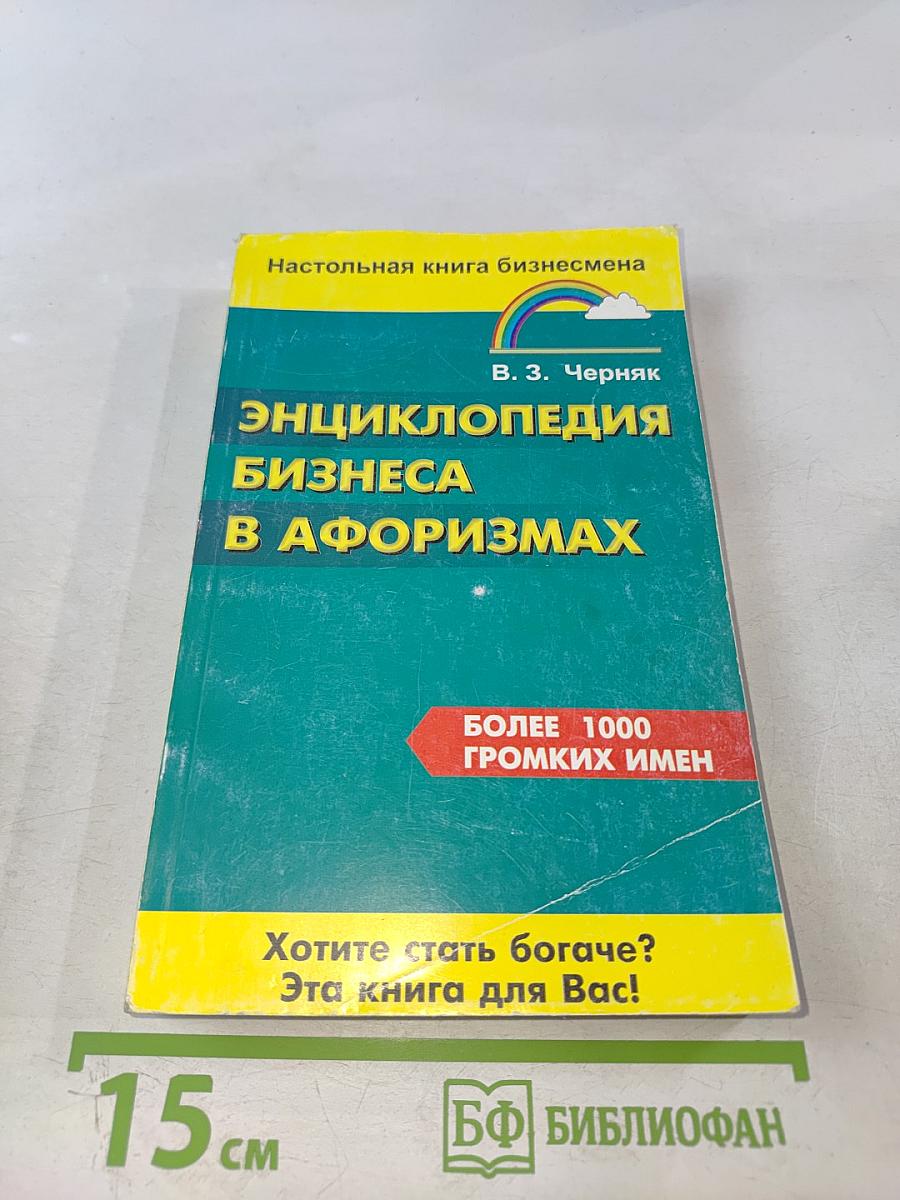 Настольная книга бизнесмена
В. З. Черняк
ЭНЦИКЛОПЕДИЯ
БИЗНЕСА
В АФОРИЗМАХ
БОЛЕЕ 1000
ГРОМКИХ ИМЕН
Хотите стать богаче?
Эта книга для Вас!
15 см
БФ БИБЛИОФАН